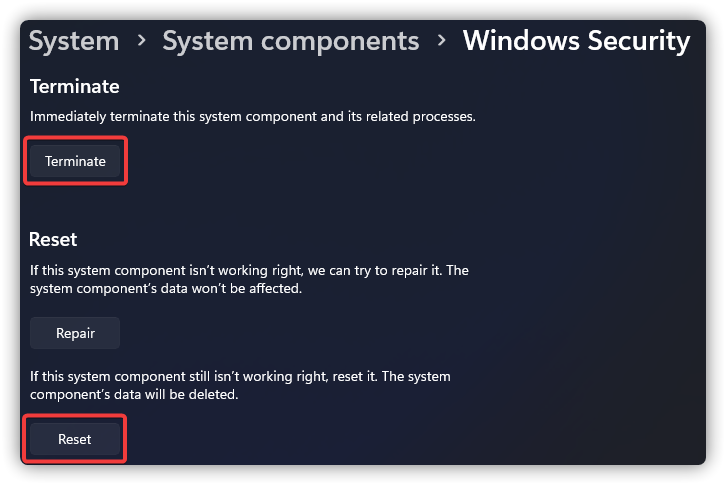 System > System components > Windows Security
Terminate
Immediately terminate this system component and its related processes.
Terminate
Reset
If this system component isn’t working right, we can try to repair it. The
system component’s data won’t be affected.
Repair
If this system component still isn’t working right, reset it. The system
component’s data will be deleted.
Reset